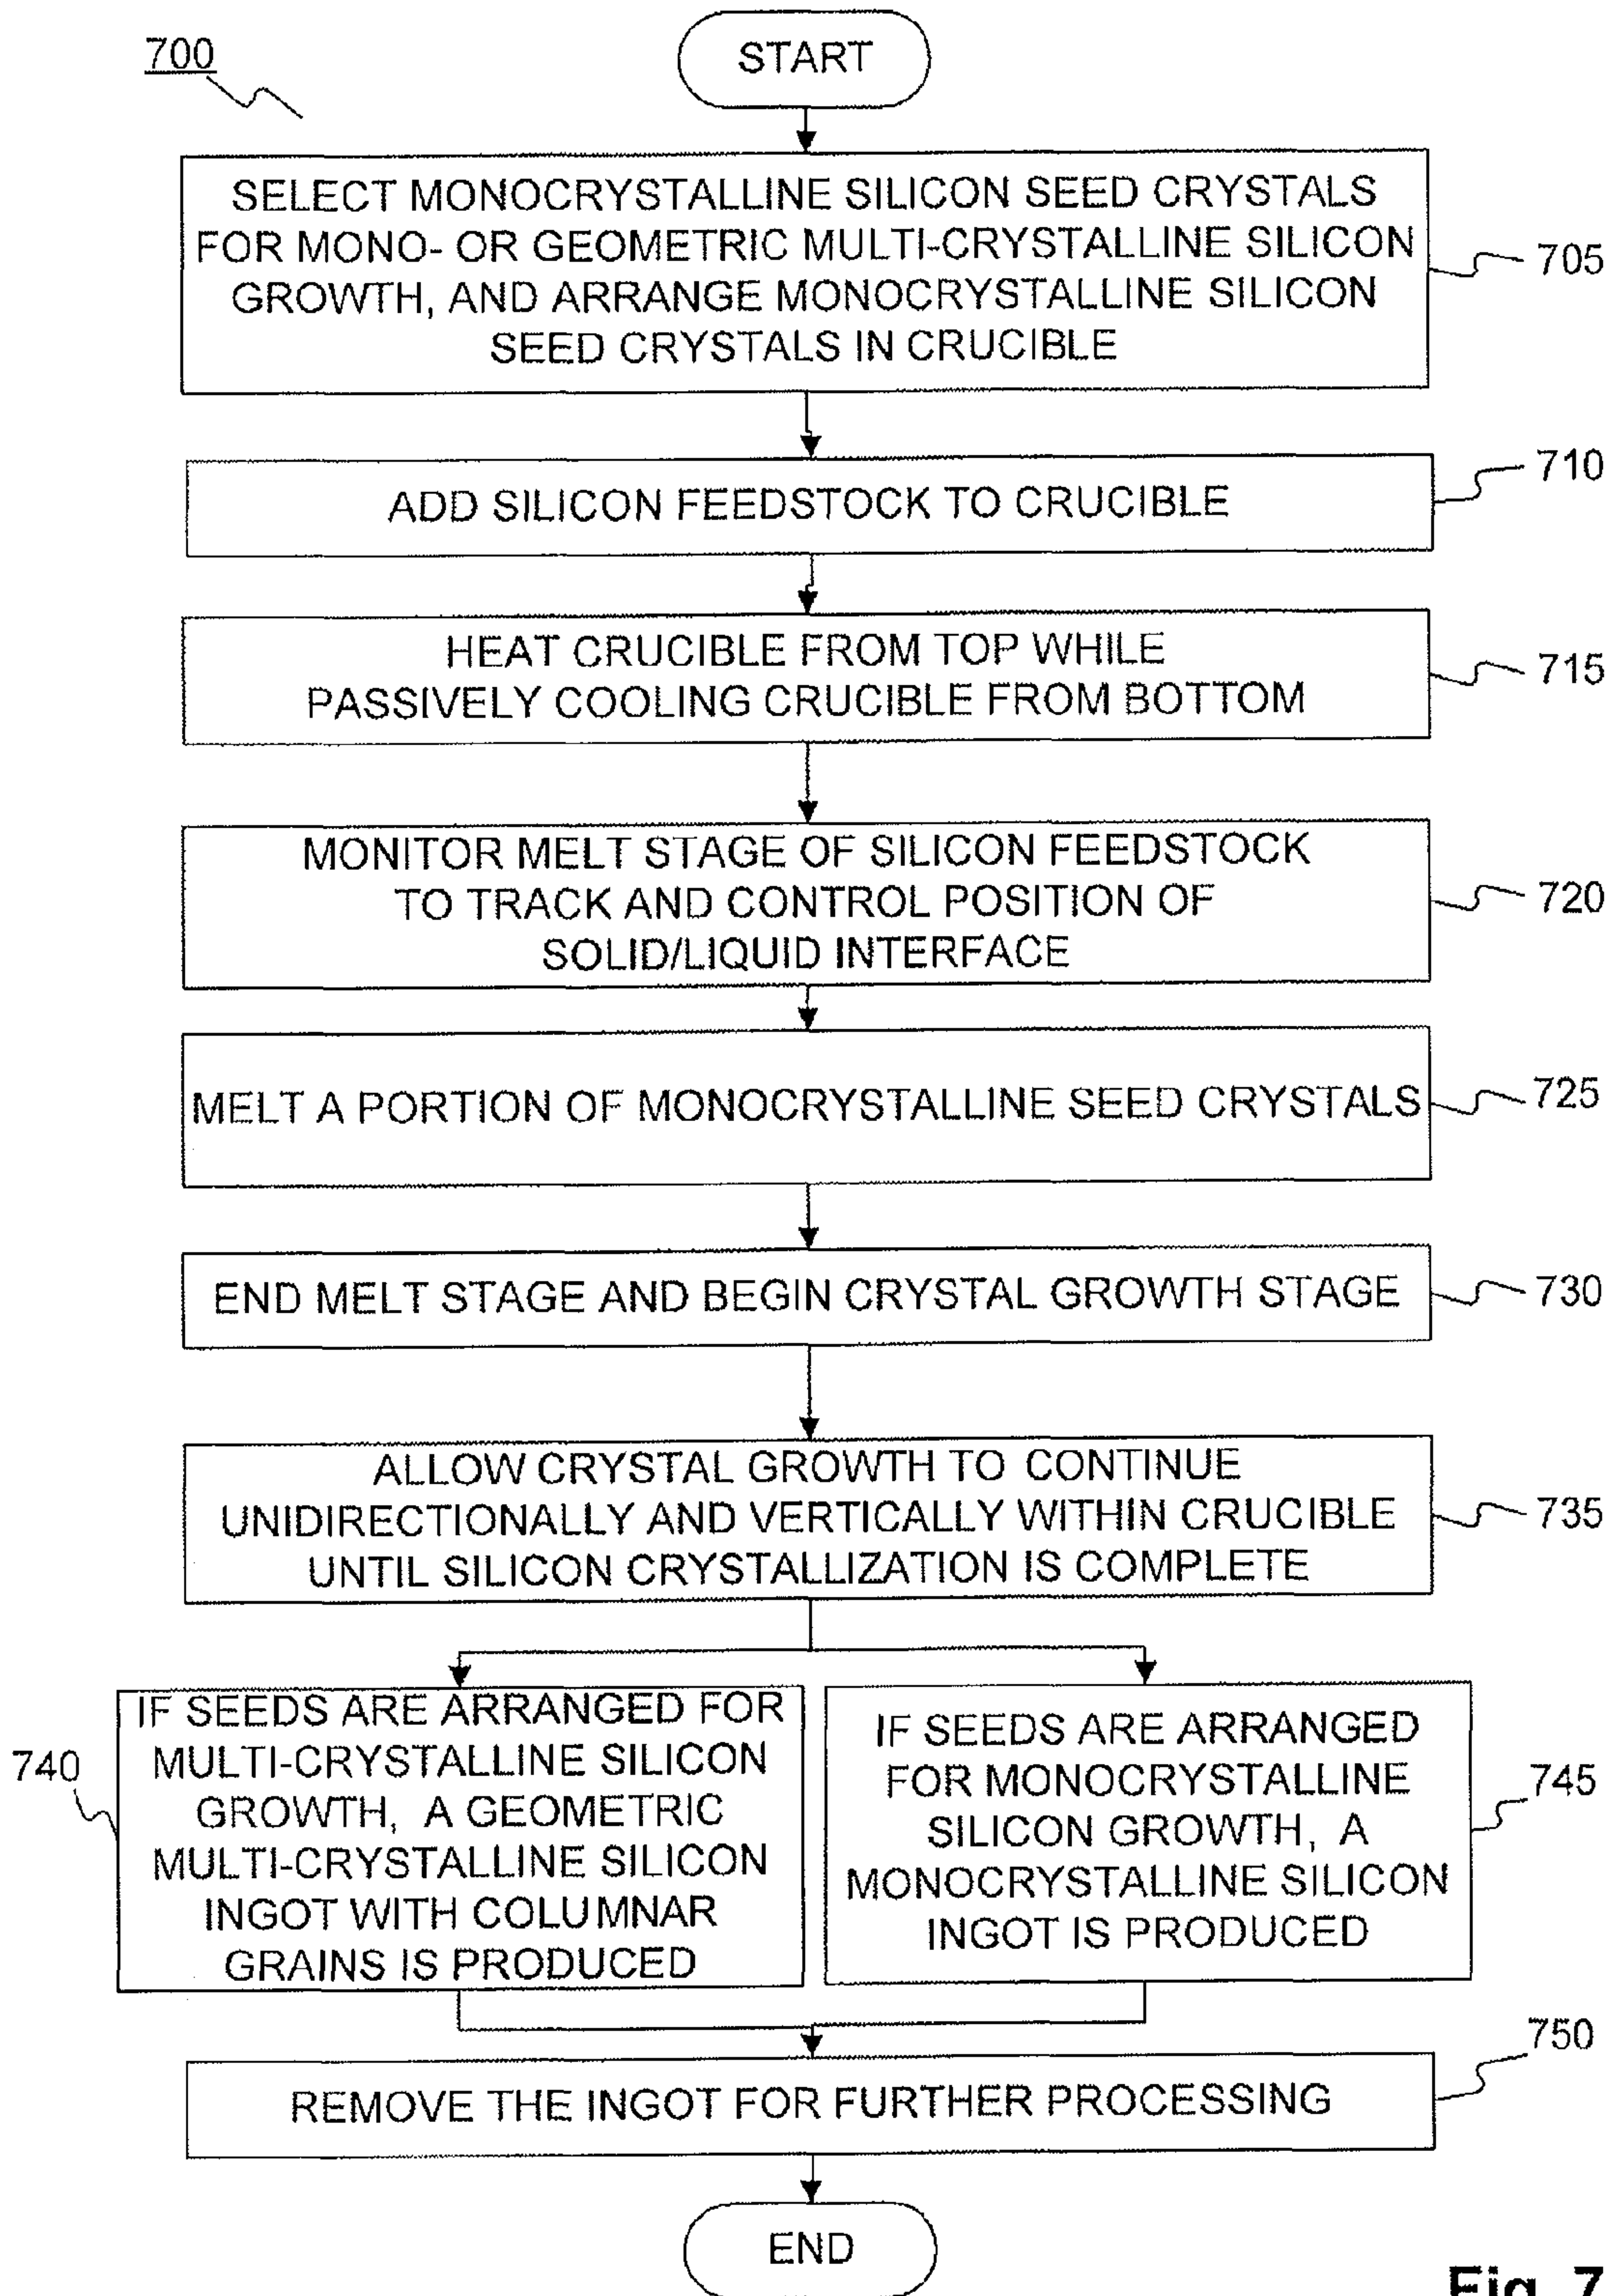 700
START
SELECT MONOCRYSTALLINE SILICON SEED CRYSTALS
FOR MONO- OR GEOMETRIC MULTI-CRYSTALLINE SILICON
GROWTH, AND ARRANGE MONOCRYSTALLINE SILICON
SEED CRYSTALS IN CRUCIBLE
705
ADD SILICON FEEDSTOCK TO CRUCIBLE
710
HEAT CRUCIBLE FROM TOP WHILE
PASSIVELY COOLING CRUCIBLE FROM BOTTOM
715
MONITOR MELT STAGE OF SILICON FEEDSTOCK
TO TRACK AND CONTROL POSITION OF
SOLID/LIQUID INTERFACE
720
MELT A PORTION OF MONOCRYSTALLINE SEED CRYSTALS
725
END MELT STAGE AND BEGIN CRYSTAL GROWTH STAGE
730
ALLOW CRYSTAL GROWTH TO CONTINUE
UNIDIRECTIONALLY AND VERTICALLY WITHIN CRUCIBLE
UNTIL SILICON CRYSTALLIZATION IS COMPLETE
735
740
IF SEEDS ARE ARRANGED FOR
MULTI-CRYSTALLINE SILICON
GROWTH, A GEOMETRIC
MULTI-CRYSTALLINE SILICON
INGOT WITH COLUMNAR
GRAINS IS PRODUCED
IF SEEDS ARE ARRANGED
FOR MONOCRYSTALLINE
SILICON GROWTH, A
MONOCRYSTALLINE SILICON
INGOT IS PRODUCED
745
REMOVE THE INGOT FOR FURTHER PROCESSING
750
END
Fig. 7